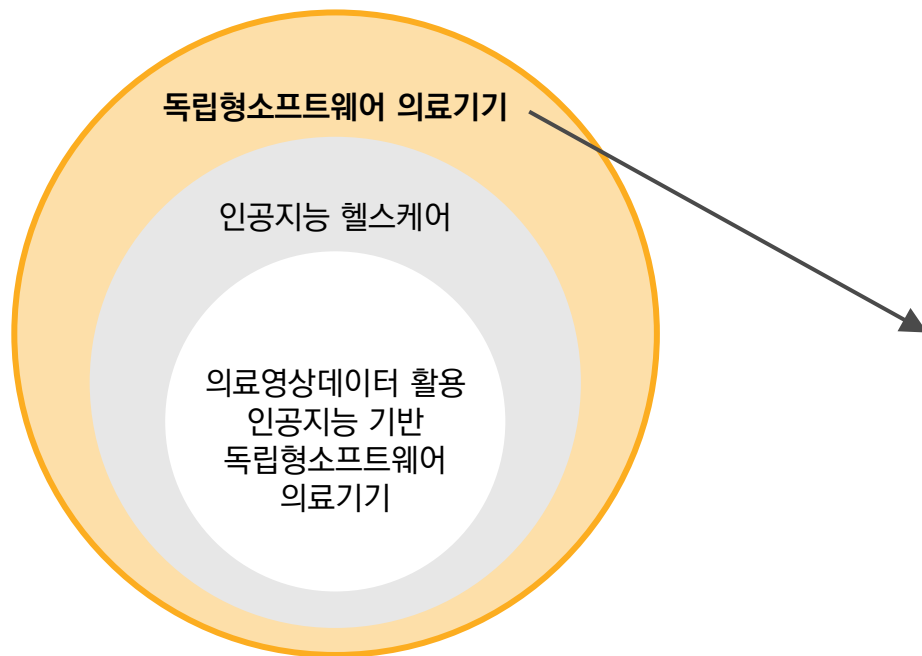 독립형소프트웨어 의료기기
인공지능 헬스케어
의료영상데이터 활용
인공지능 기반
독립형소프트웨어
의료기기